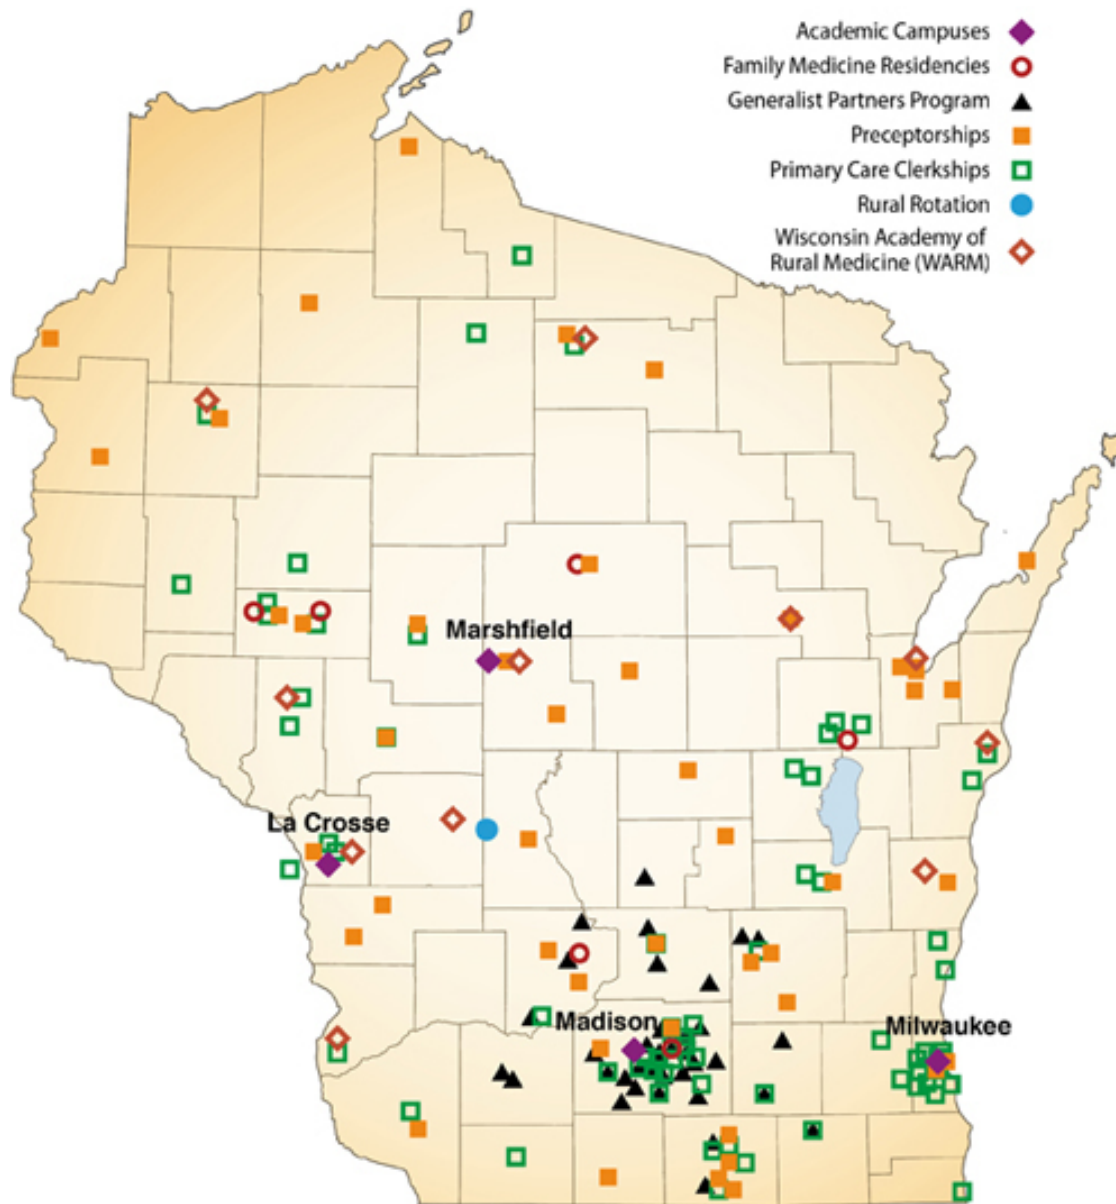 Academic Campuses
Family Medicine Residencies
Generalist Partners Program
Preceptorships
Primary Care Clerkships
Rural Rotation
Wisconsin Academy of
Rural Medicine (WARM)
Marshfield
La Crosse
Madison
Milwaukee